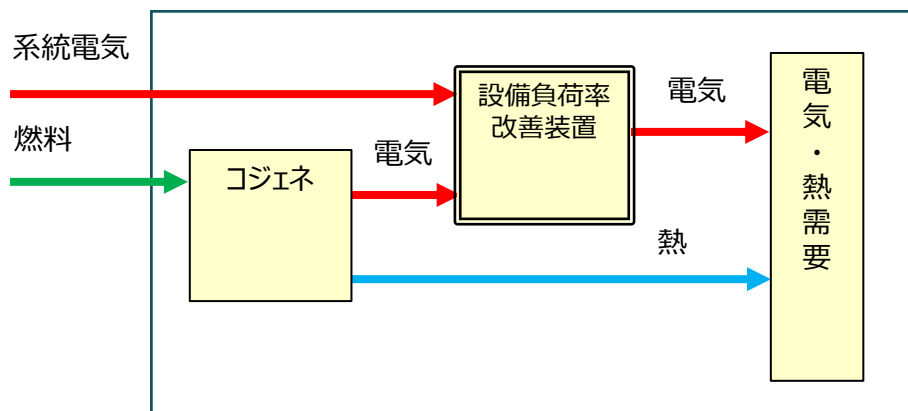 系統電気
燃料
コジェネ
電気
設備負荷率
改善装置
電気
熱
電気・熱需要